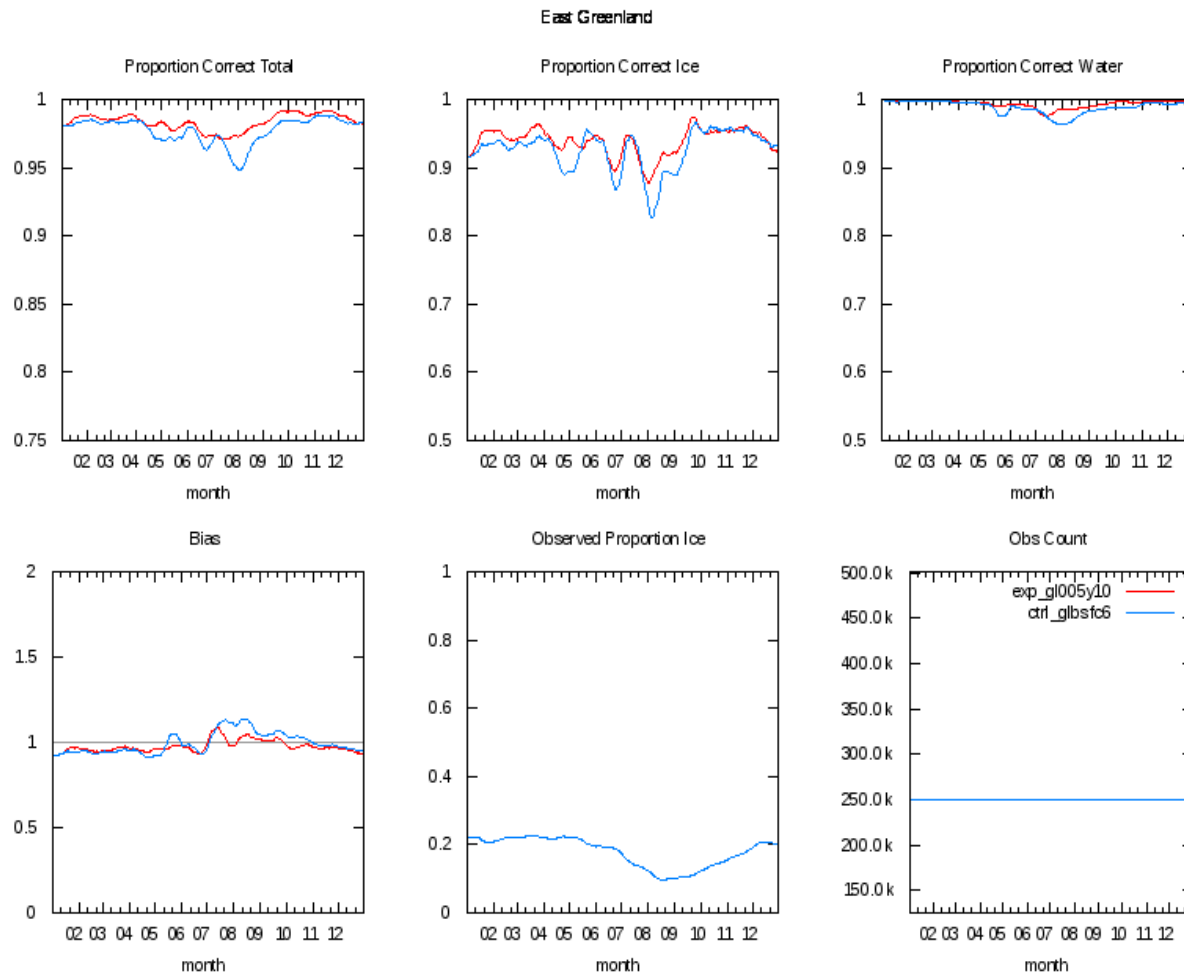 East Greenland
Proportion Correct Total
Proportion Correct Ice
Proportion Correct Water
1
0.95
0.9
0.85
0.8
0.75
02 03 04 05 06 07 08 09 10 11 12
month
1
0.9
0.8
0.7
0.6
0.5
02 03 04 05 06 07 08 09 10 11 12
month
1
0.9
0.8
0.7
0.6
0.5
02 03 04 05 06 07 08 09 10 11 12
month
Bias
Observed Proportion Ice
Obs Count
2
1.5
1
0.5
0
02 03 04 05 06 07 08 09 10 11 12
month
1
0.8
0.6
0.4
0.2
0
02 03 04 05 06 07 08 09 10 11 12
month
500.0k
450.0k
400.0k
350.0k
300.0k
250.0k
200.0k
150.0k
exp_gl005y10
ctrl_glbsfc6
02 03 04 05 06 07 08 09 10 11 12
month